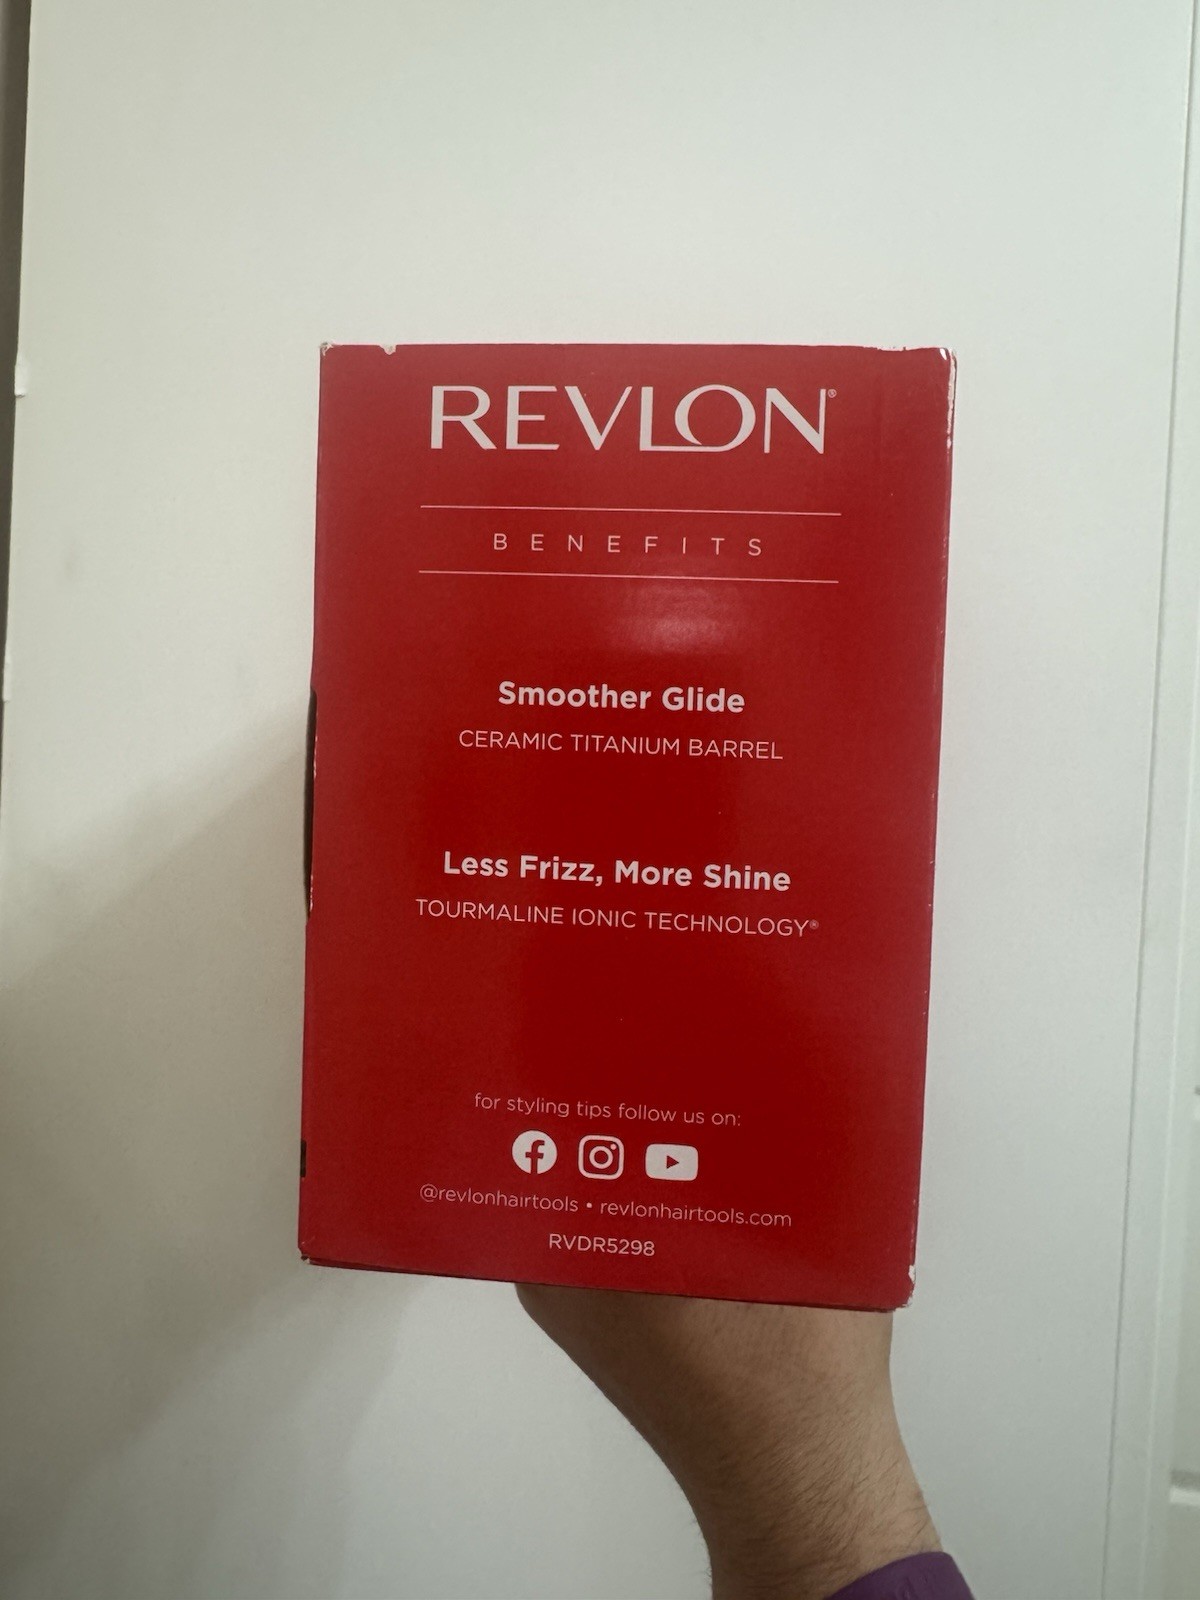 REVLON®
BENEFITS
Smoother Glide
CERAMIC TITANIUM BARREL
Less Frizz, More Shine
TOURMALINE IONIC TECHNOLOGY®
for styling tips follow us on:
@revlonhairtools • revlonhairtools.com
RVDR5298